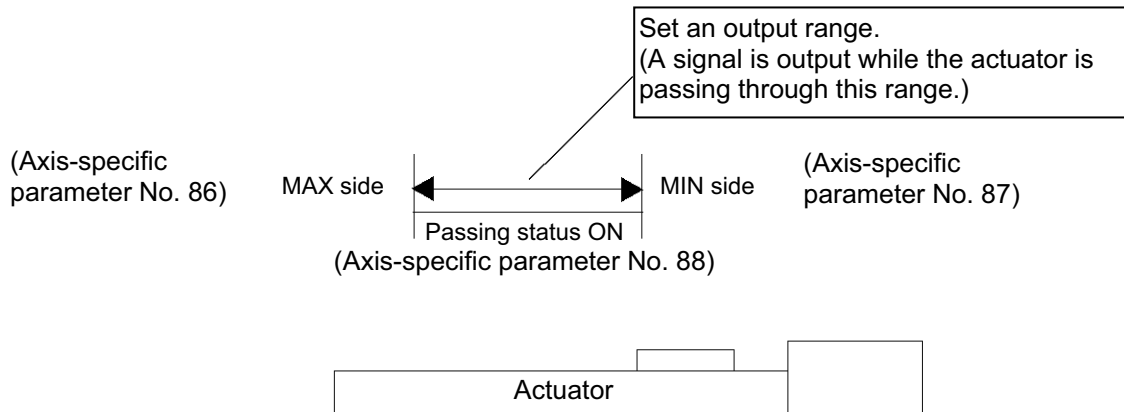 Set an output range.
(A signal is output while the actuator is
passing through this range.)
(Axis-specific
parameter No. 86)
MAX side
MIN side
(Axis-specific
parameter No. 87)
Passing status ON
(Axis-specific parameter No. 88)
Actuator